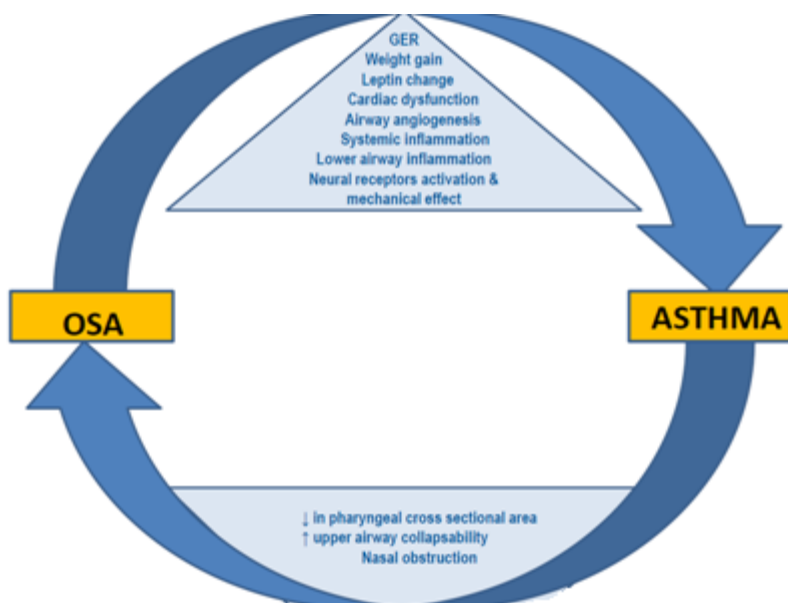 GER
Weight gain
Leptin change
Cardiac dysfunction
Airway angiogenesis
Systemic inflammation
Lower airway inflammation
Neural receptors activation &
mechanical effect
OSA
ASTHMA
↓ in pharyngeal cross sectional area
↑ upper airway collapsability
Nasal obstruction